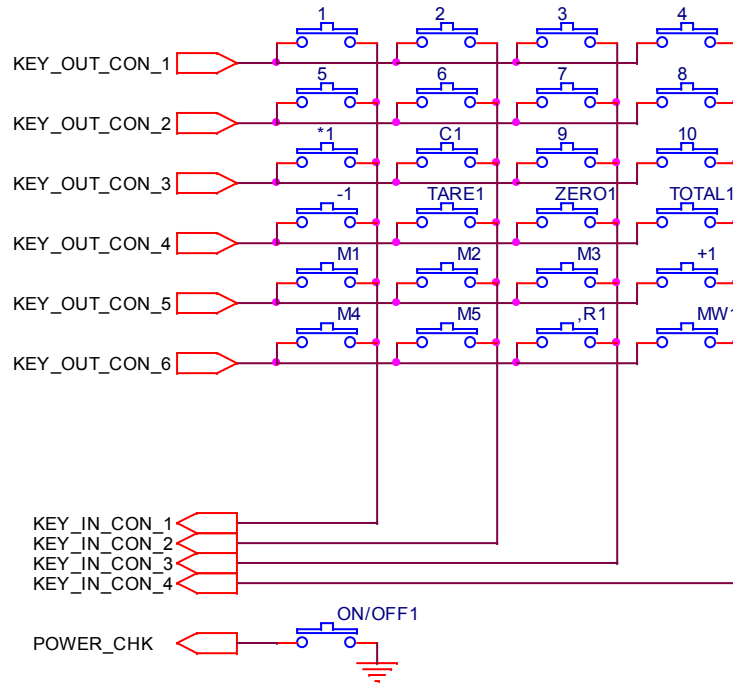 1 2 3 4
KEY_OUT_CON_1
5 6 7 8
KEY_OUT_CON_2
*1 C1 9 10
KEY_OUT_CON_3
-1 TARE1 ZERO1 TOTAL1
KEY_OUT_CON_4
M1 M2 M3 +1
KEY_OUT_CON_5
M4 M5 ,R1 MW1
KEY_OUT_CON_6
KEY_IN_CON_1
KEY_IN_CON_2
KEY_IN_CON_3
KEY_IN_CON_4
ON/OFF1
POWER_CHK